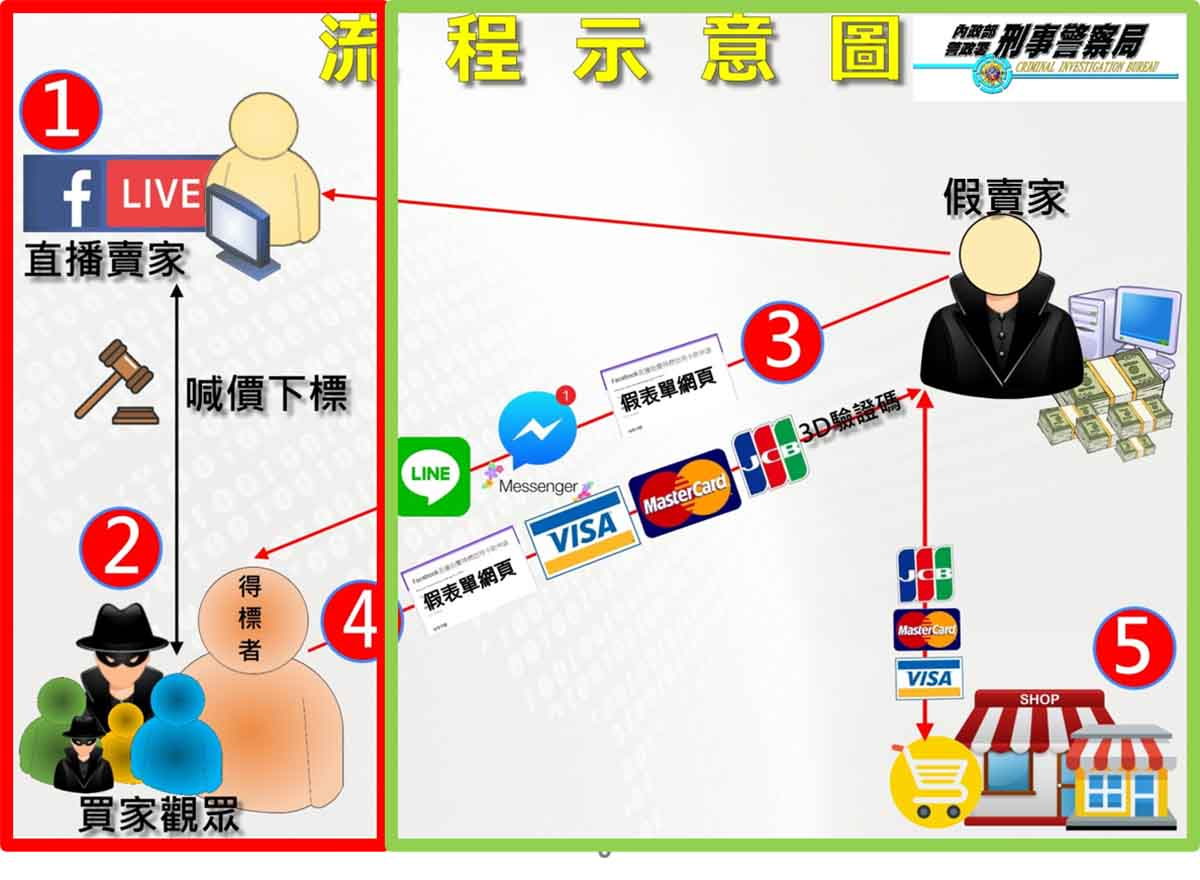 流程示意圖
內政部
警政署
刑事警察局
CRIMINAL INVESTIGATION BUREAU
1
f LIVE
直播賣家
假賣家
喊價下標
3
假表單網頁
1
Messenger
LINE
3D驗證碼
JCB
MasterCard
VISA
假表單網頁
2
得標者
4
買家觀眾
JCB
MasterCard
VISA
5
SHOP